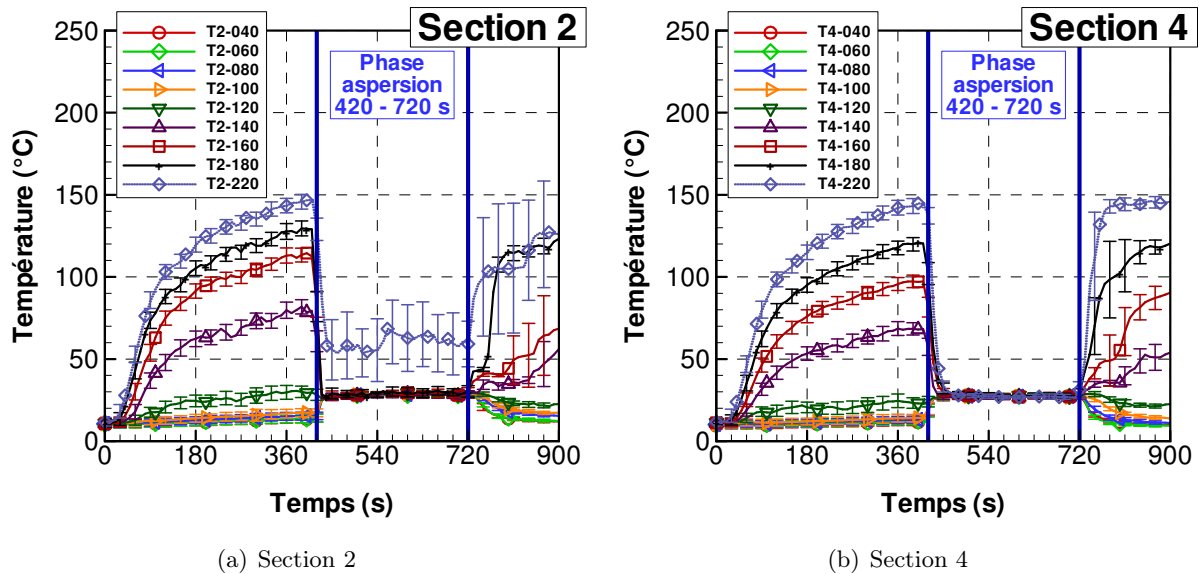 Section 2
Température (°C)
250
200
150
100
50
0
T2-040
T2-060
T2-080
T2-100
T2-120
T2-140
T2-160
T2-180
T2-220
Phase
aspersion
420 - 720 s
0 180 360 540 720 900
Temps (s)
(a) Section 2
Section 4
Température (°C)
250
200
150
100
50
0
T4-040
T4-060
T4-080
T4-100
T4-120
T4-140
T4-160
T4-180
T4-220
Phase
aspersion
420 - 720 s
0 180 360 540 720 900
Temps (s)
(b) Section 4